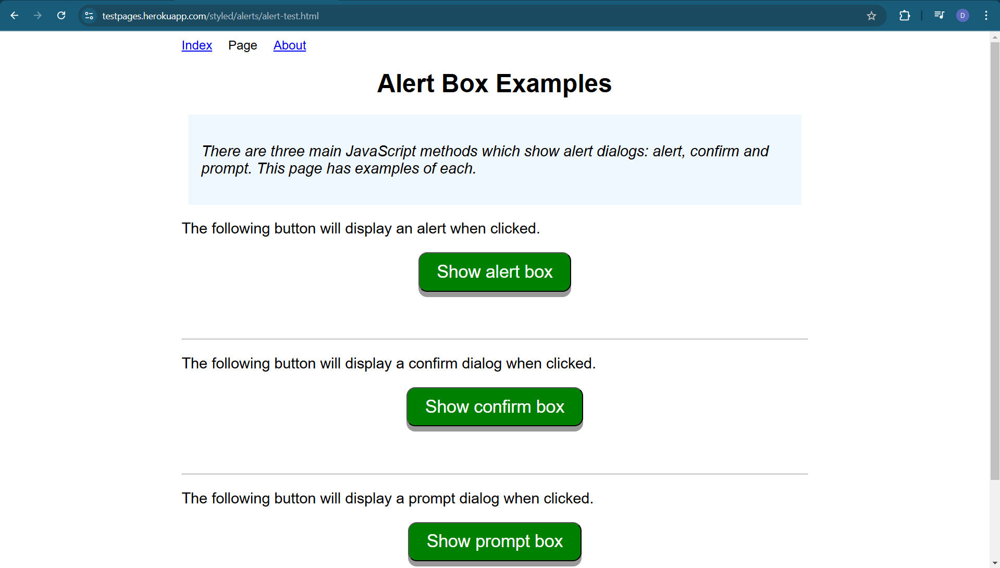 testpages.herokuapp.com/styled/alerts/alert-test.html
D
Index Page About
Alert Box Examples
There are three main JavaScript methods which show alert dialogs: alert, confirm and
prompt. This page has examples of each.
The following button will display an alert when clicked.
Show alert box
The following button will display a confirm dialog when clicked.
Show confirm box
The following button will display a prompt dialog when clicked.
Show prompt box